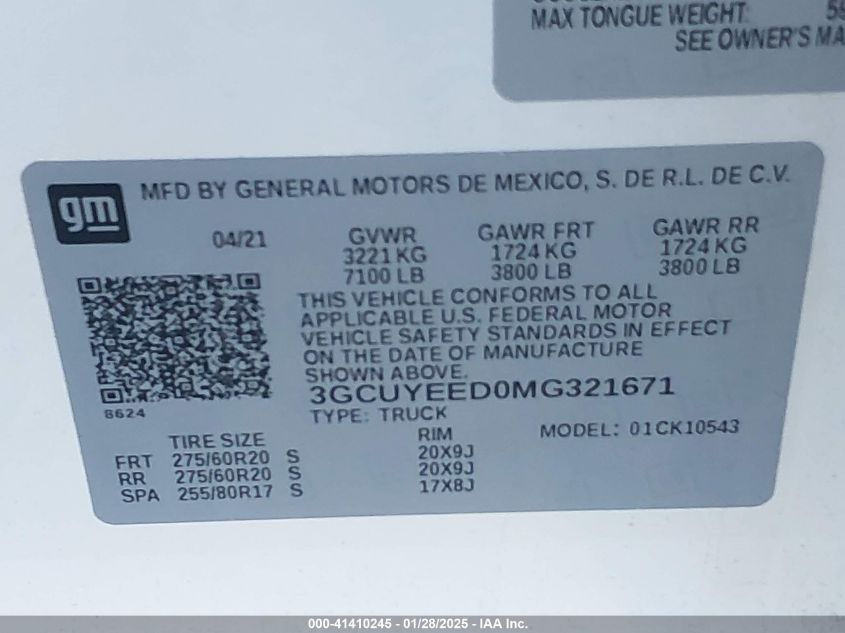 MAX TONGUE WEIGHT:
SEE OWNER'S
gm
MFD BY GENERAL MOTORS DE MEXICO, S. DE R.L. DE C.V.
04/21 GVWR GAWR FRT GAWR RR
3221 KG 1724 KG 1724 KG
7100 LB 3800 LB 3800 LB
THIS VEHICLE CONFORMS TO ALL
APPLICABLE U.S. FEDERAL MOTOR
VEHICLE SAFETY STANDARDS IN EFFECT
ON THE DATE OF MANUFACTURE
SHOWN ABOVE.
3GCUYEED0MG321671
8624
TYPE: TRUCK
MODEL: 01CK10543
TIRE SIZE RIM
FRT 275/60R20 S 20X9J
RR 275/60R20 S 20X9J
SPA 255/80R17 S 17X8J
000-41410245 - 01/28/2025 - IAA Inc.